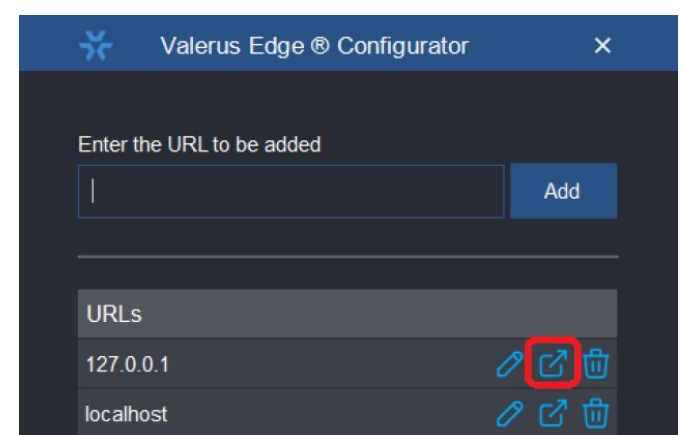 Valerus Edge ® Configurator
Enter the URL to be added
Add
URLs
127.0.0.1
localhost